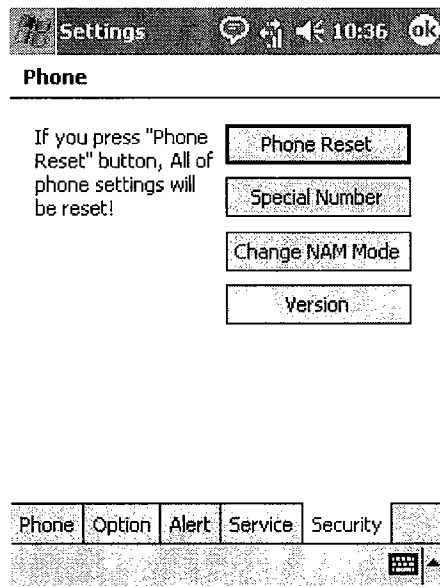 Settings 10:36 ok
Phone
If you press "Phone
Reset" button, All of
phone settings will
be reset!
Phone Reset
Special Number
Change NAM Mode
Version
Phone Option Alert Service Security